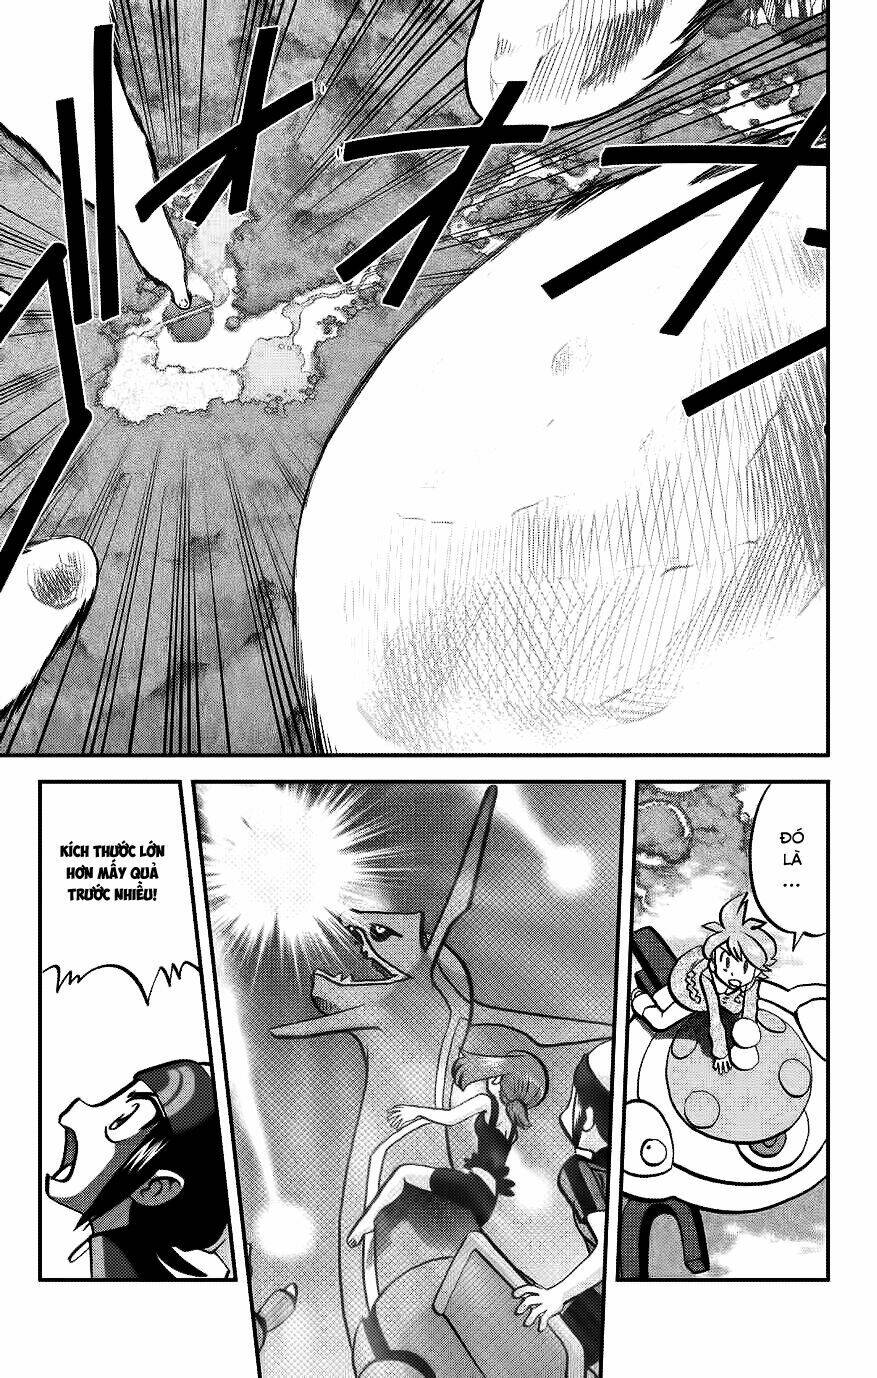 ĐÓ
LÀ
...
KÍCH THƯỚC LỚN
HƠN MẤY QUẢ
TRƯỚC NHIỀU!